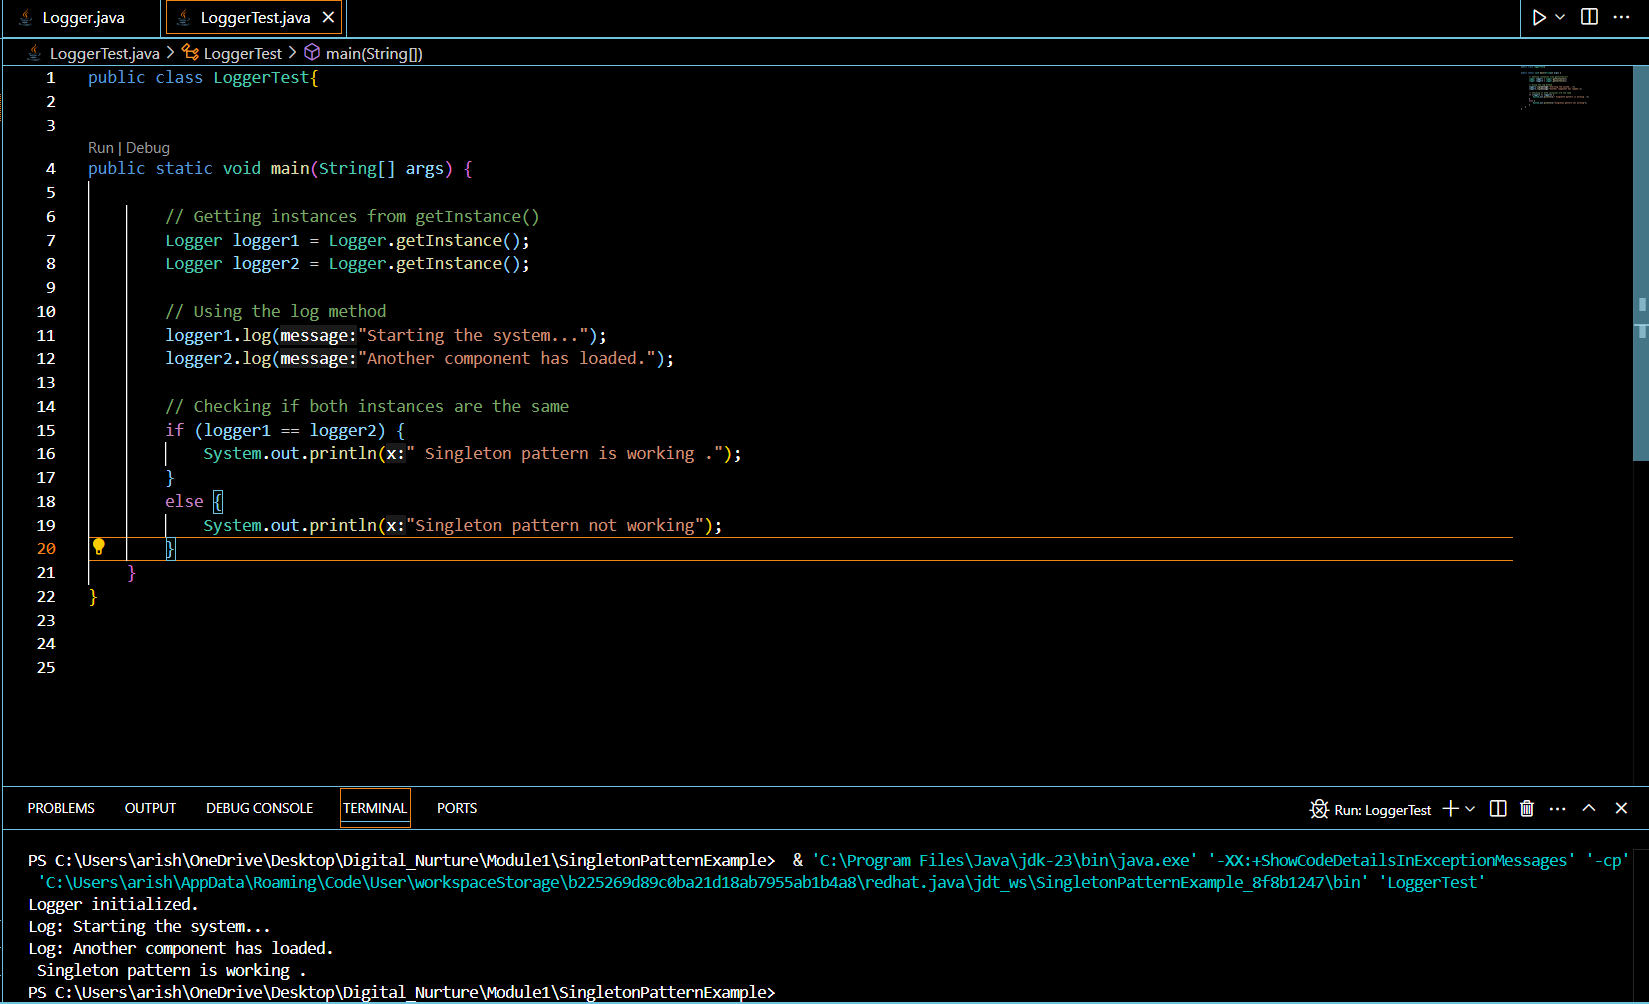 Logger.java LoggerTest.java
LoggerTest.java > LoggerTest > main(String[])
1 public class LoggerTest{
2
3
Run | Debug
4 public static void main(String[] args) {
5
6 // Getting instances from getInstance()
7 Logger logger1 = Logger.getInstance();
8 Logger logger2 = Logger.getInstance();
9
10 // Using the log method
11 logger1.log(message:"Starting the system...");
12 logger2.log(message:"Another component has loaded.");
13
14 // Checking if both instances are the same
15 if (logger1 == logger2) {
16 System.out.println(x:" Singleton pattern is working .");
17 }
18 else {
19 System.out.println(x:"Singleton pattern not working");
20 }
21 }
22 }
23
24
25
PROBLEMS OUTPUT DEBUG CONSOLE TERMINAL PORTS Run: LoggerTest
PS C:\Users\arish\OneDrive\Desktop\Digital_Nurture\Module1\SingletonPatternExample> & 'C:\Program Files\Java\jdk-23\bin\java.exe' '-XX:+ShowCodeDetailsInExceptionMessages' '-cp'
'C:\Users\arish\AppData\Roaming\Code\User\workspaceStorage\b225269d89c0ba21d18ab7955ab1b4a8\redhat.java\jdt_ws\SingletonPatternExample_8f8b1247\bin' 'LoggerTest'
Logger initialized.
Log: Starting the system...
Log: Another component has loaded.
Singleton pattern is working .
PS C:\Users\arish\OneDrive\Desktop\Digital_Nurture\Module1\SingletonPatternExample>